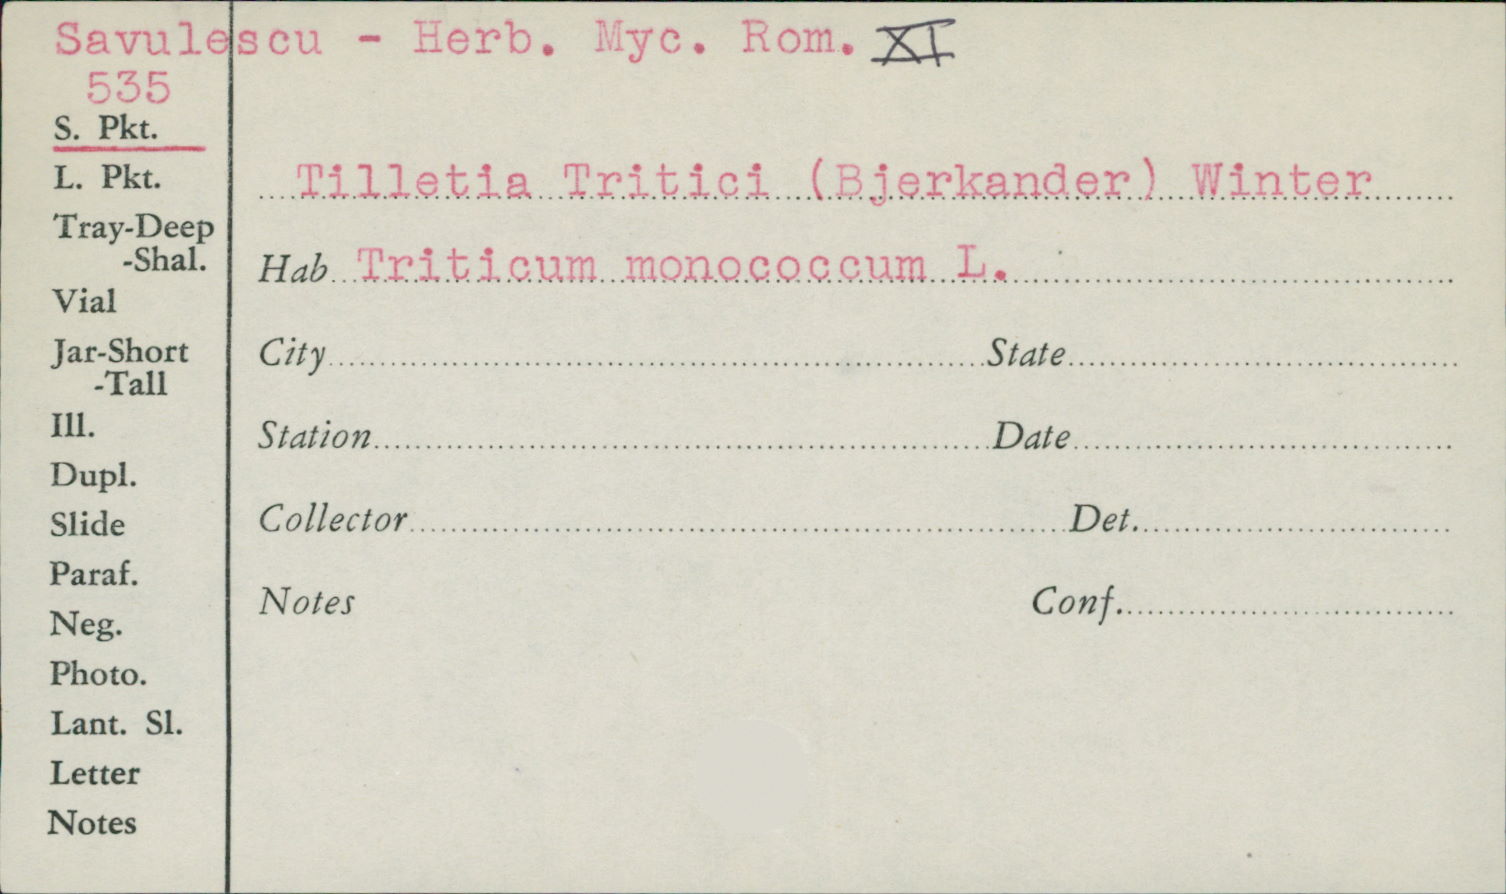 Savulescu - Herb. Myc. Rom. XI
535
S. Pkt.
L. Pkt.
Tray-Deep
-Shal.
Vial
Jar-Short
-Tall
Ill.
Dupl.
Slide
Paraf.
Neg.
Photo.
Lant. Sl.
Letter
Notes
Tilletia Tritici (Bjerkander) Winter
Hab Triticum monococcum L.
City State
Station Date
Collector Det.
Notes Conf.